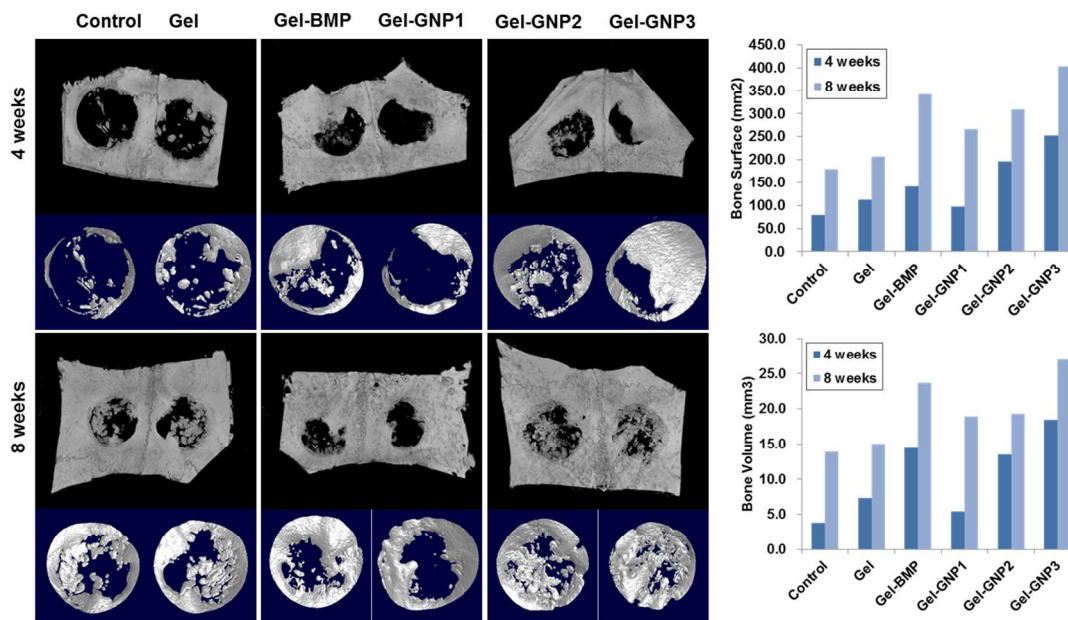 Control Gel Gel-BMP Gel-GNP1 Gel-GNP2 Gel-GNP3
4 weeks
8 weeks
450.0
400.0
350.0
300.0
250.0
200.0
150.0
100.0
50.0
0.0
Bone Surface (mm2)
4 weeks
8 weeks
Control Gel Gel-BMP Gel-GNP1 Gel-GNP2 Gel-GNP3
30.0
25.0
20.0
15.0
10.0
5.0
0.0
Bone Volume (mm3)
4 weeks
8 weeks
Control Gel Gel-BMP Gel-GNP1 Gel-GNP2 Gel-GNP3